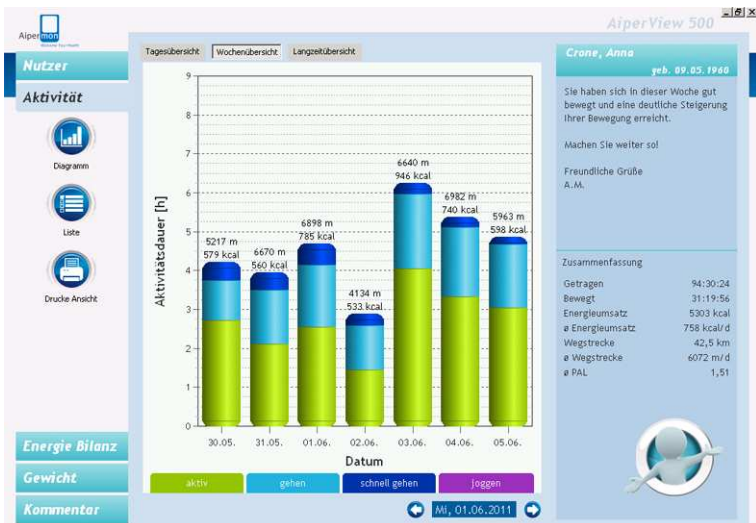 AiperView 500
Aipermon
Nutzer
Aktivität
Diagramm
Liste
Drucke Ansicht
Energie Bilanz
Gewicht
Kommentar
Tagesübersicht Wochenübersicht Langzeitübersicht
Aktivitätsdauer [h]
9
8
7
6
5
4
3
2
1
0
5217 m
579 kcal
6670 m
560 kcal
6898 m
785 kcal
4134 m
533 kcal
6640 m
946 kcal
6982 m
740 kcal
5963 m
598 kcal
30.05. 31.05. 01.06. 02.06. 03.06. 04.06. 05.06.
Datum
aktiv gehen schnell gehen joggen
Mi, 01.06.2011
Crone, Anna
geb. 09.05.1960
Sie haben sich in dieser Woche gut
bewegt und eine deutliche Steigerung
Ihrer Bewegung erreicht.
Machen Sie weiter so!
Freundliche Grüße
A.M.
Zusammenfassung
Getragen 94:30:24
Bewegt 31:19:56
Energieumsatz 5303 kcal
ø Energieumsatz 758 kcal/d
Wegstrecke 42,5 km
ø Wegstrecke 6072 m/d
ø PAL 1,51